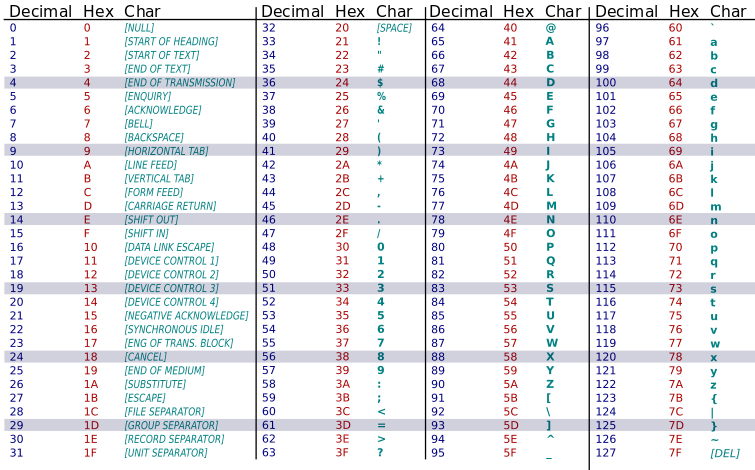 Decimal Hex Char Decimal Hex Char Decimal Hex Char Decimal Hex Char
0 0 [NULL] 32 20 [SPACE] 64 40 @ 96 60 `
1 1 [START OF HEADING] 33 21 ! 65 41 A 97 61 a
2 2 [START OF TEXT] 34 22 " 66 42 B 98 62 b
3 3 [END OF TEXT] 35 23 # 67 43 C 99 63 c
4 4 [END OF TRANSMISSION] 36 24 $ 68 44 D 100 64 d
5 5 [ENQUIRY] 37 25 % 69 45 E 101 65 e
6 6 [ACKNOWLEDGE] 38 26 & 70 46 F 102 66 f
7 7 [BELL] 39 27 ' 71 47 G 103 67 g
8 8 [BACKSPACE] 40 28 ( 72 48 H 104 68 h
9 9 [HORIZONTAL TAB] 41 29 ) 73 49 I 105 69 i
10 A [LINE FEED] 42 2A * 74 4A J 106 6A j
11 B [VERTICAL TAB] 43 2B + 75 4B K 107 6B k
12 C [FORM FEED] 44 2C , 76 4C L 108 6C l
13 D [CARRIAGE RETURN] 45 2D - 77 4D M 109 6D m
14 E [SHIFT OUT] 46 2E . 78 4E N 110 6E n
15 F [SHIFT IN] 47 2F / 79 4F O 111 6F o
16 10 [DATA LINK ESCAPE] 48 30 0 80 50 P 112 70 p
17 11 [DEVICE CONTROL 1] 49 31 1 81 51 Q 113 71 q
18 12 [DEVICE CONTROL 2] 50 32 2 82 52 R 114 72 r
19 13 [DEVICE CONTROL 3] 51 33 3 83 53 S 115 73 s
20 14 [DEVICE CONTROL 4] 52 34 4 84 54 T 116 74 t
21 15 [NEGATIVE ACKNOWLEDGE] 53 35 5 85 55 U 117 75 u
22 16 [SYNCHRONOUS IDLE] 54 36 6 86 56 V 118 76 v
23 17 [ENG OF TRANS. BLOCK] 55 37 7 87 57 W 119 77 w
24 18 [CANCEL] 56 38 8 88 58 X 120 78 x
25 19 [END OF MEDIUM] 57 39 9 89 59 Y 121 79 y
26 1A [SUBSTITUTE] 58 3A : 90 5A Z 122 7A z
27 1B [ESCAPE] 59 3B ; 91 5B [ 123 7B {
28 1C [FILE SEPARATOR] 60 3C < 92 5C \ 124 7C |
29 1D [GROUP SEPARATOR] 61 3D = 93 5D ] 125 7D }
30 1E [RECORD SEPARATOR] 62 3E > 94 5E ^ 126 7E ~
31 1F [UNIT SEPARATOR] 63 3F ? 95 5F _ 127 7F [DEL]